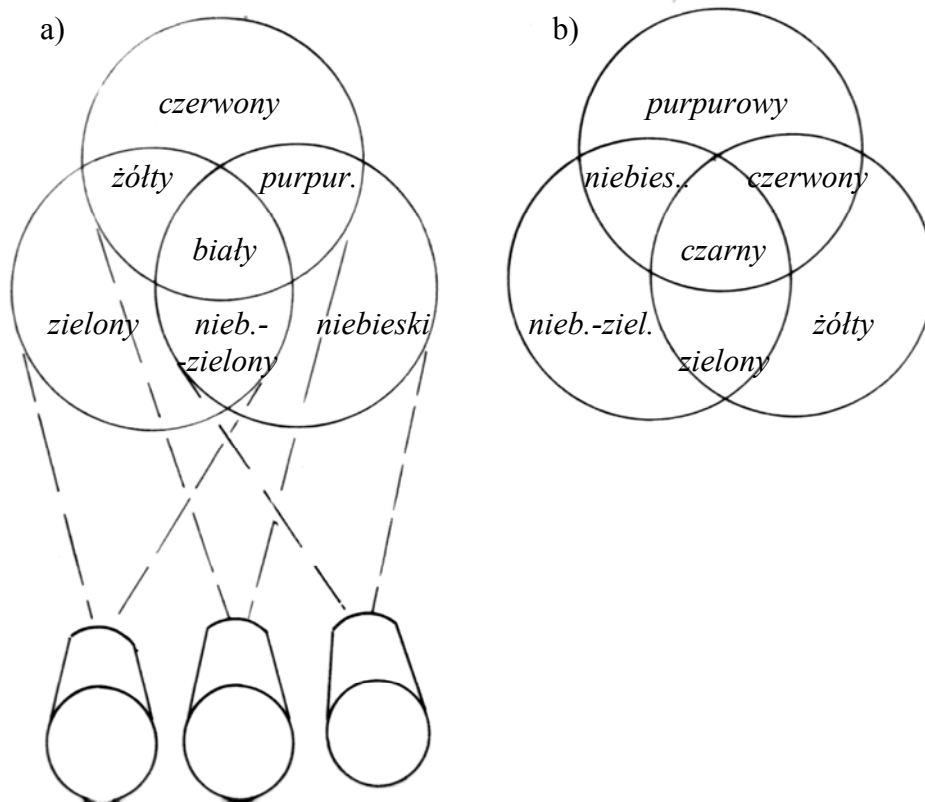 a)
czerwony
żółty
purpur.
biały
zielony
nieb.-
-zielony
niebieski
b)
purpurowy
niebies..
czerwony
czarny
nieb.-ziel.
żółty
zielony